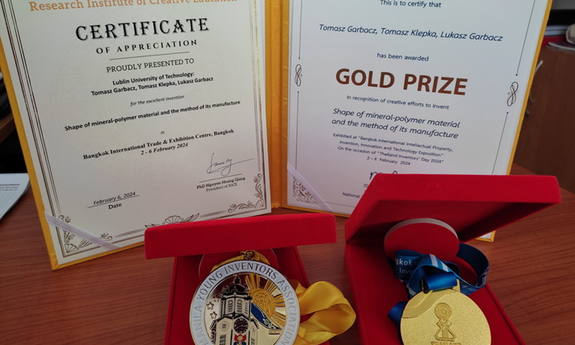 Research Institute of Creative Education
CERTIFICATE
OF APPRECIATION
PROUDLY PRESENTED TO
Lublin University of Technology:
Tomasz Garbacz, Tomasz Klepka, Lukasz Garbacz
for the excellent invention
Shape of mineral-polymer material and the method of its manufacture
Bangkok International Trade & Exhibition Centre, Bangkok
2 - 6 February 2024
February 6, 2024
Date
PhD Nguyen Hoang Giang
President of RICE
This is to certify that
Tomasz Garbacz, Tomasz Klepka, Lukasz Garbacz
has been awarded
GOLD PRIZE
in recognition of creative efforts to invent
Shape of mineral-polymer material
and the method of its manufacture
Exhibited at "Bangkok International Intellectual Property,
Invention, Innovation and Technology Exposition"
On the occasion of "Thailand Inventors' Day 2024"
2 - 6 February 2024
National
YOUNG INVENTORS